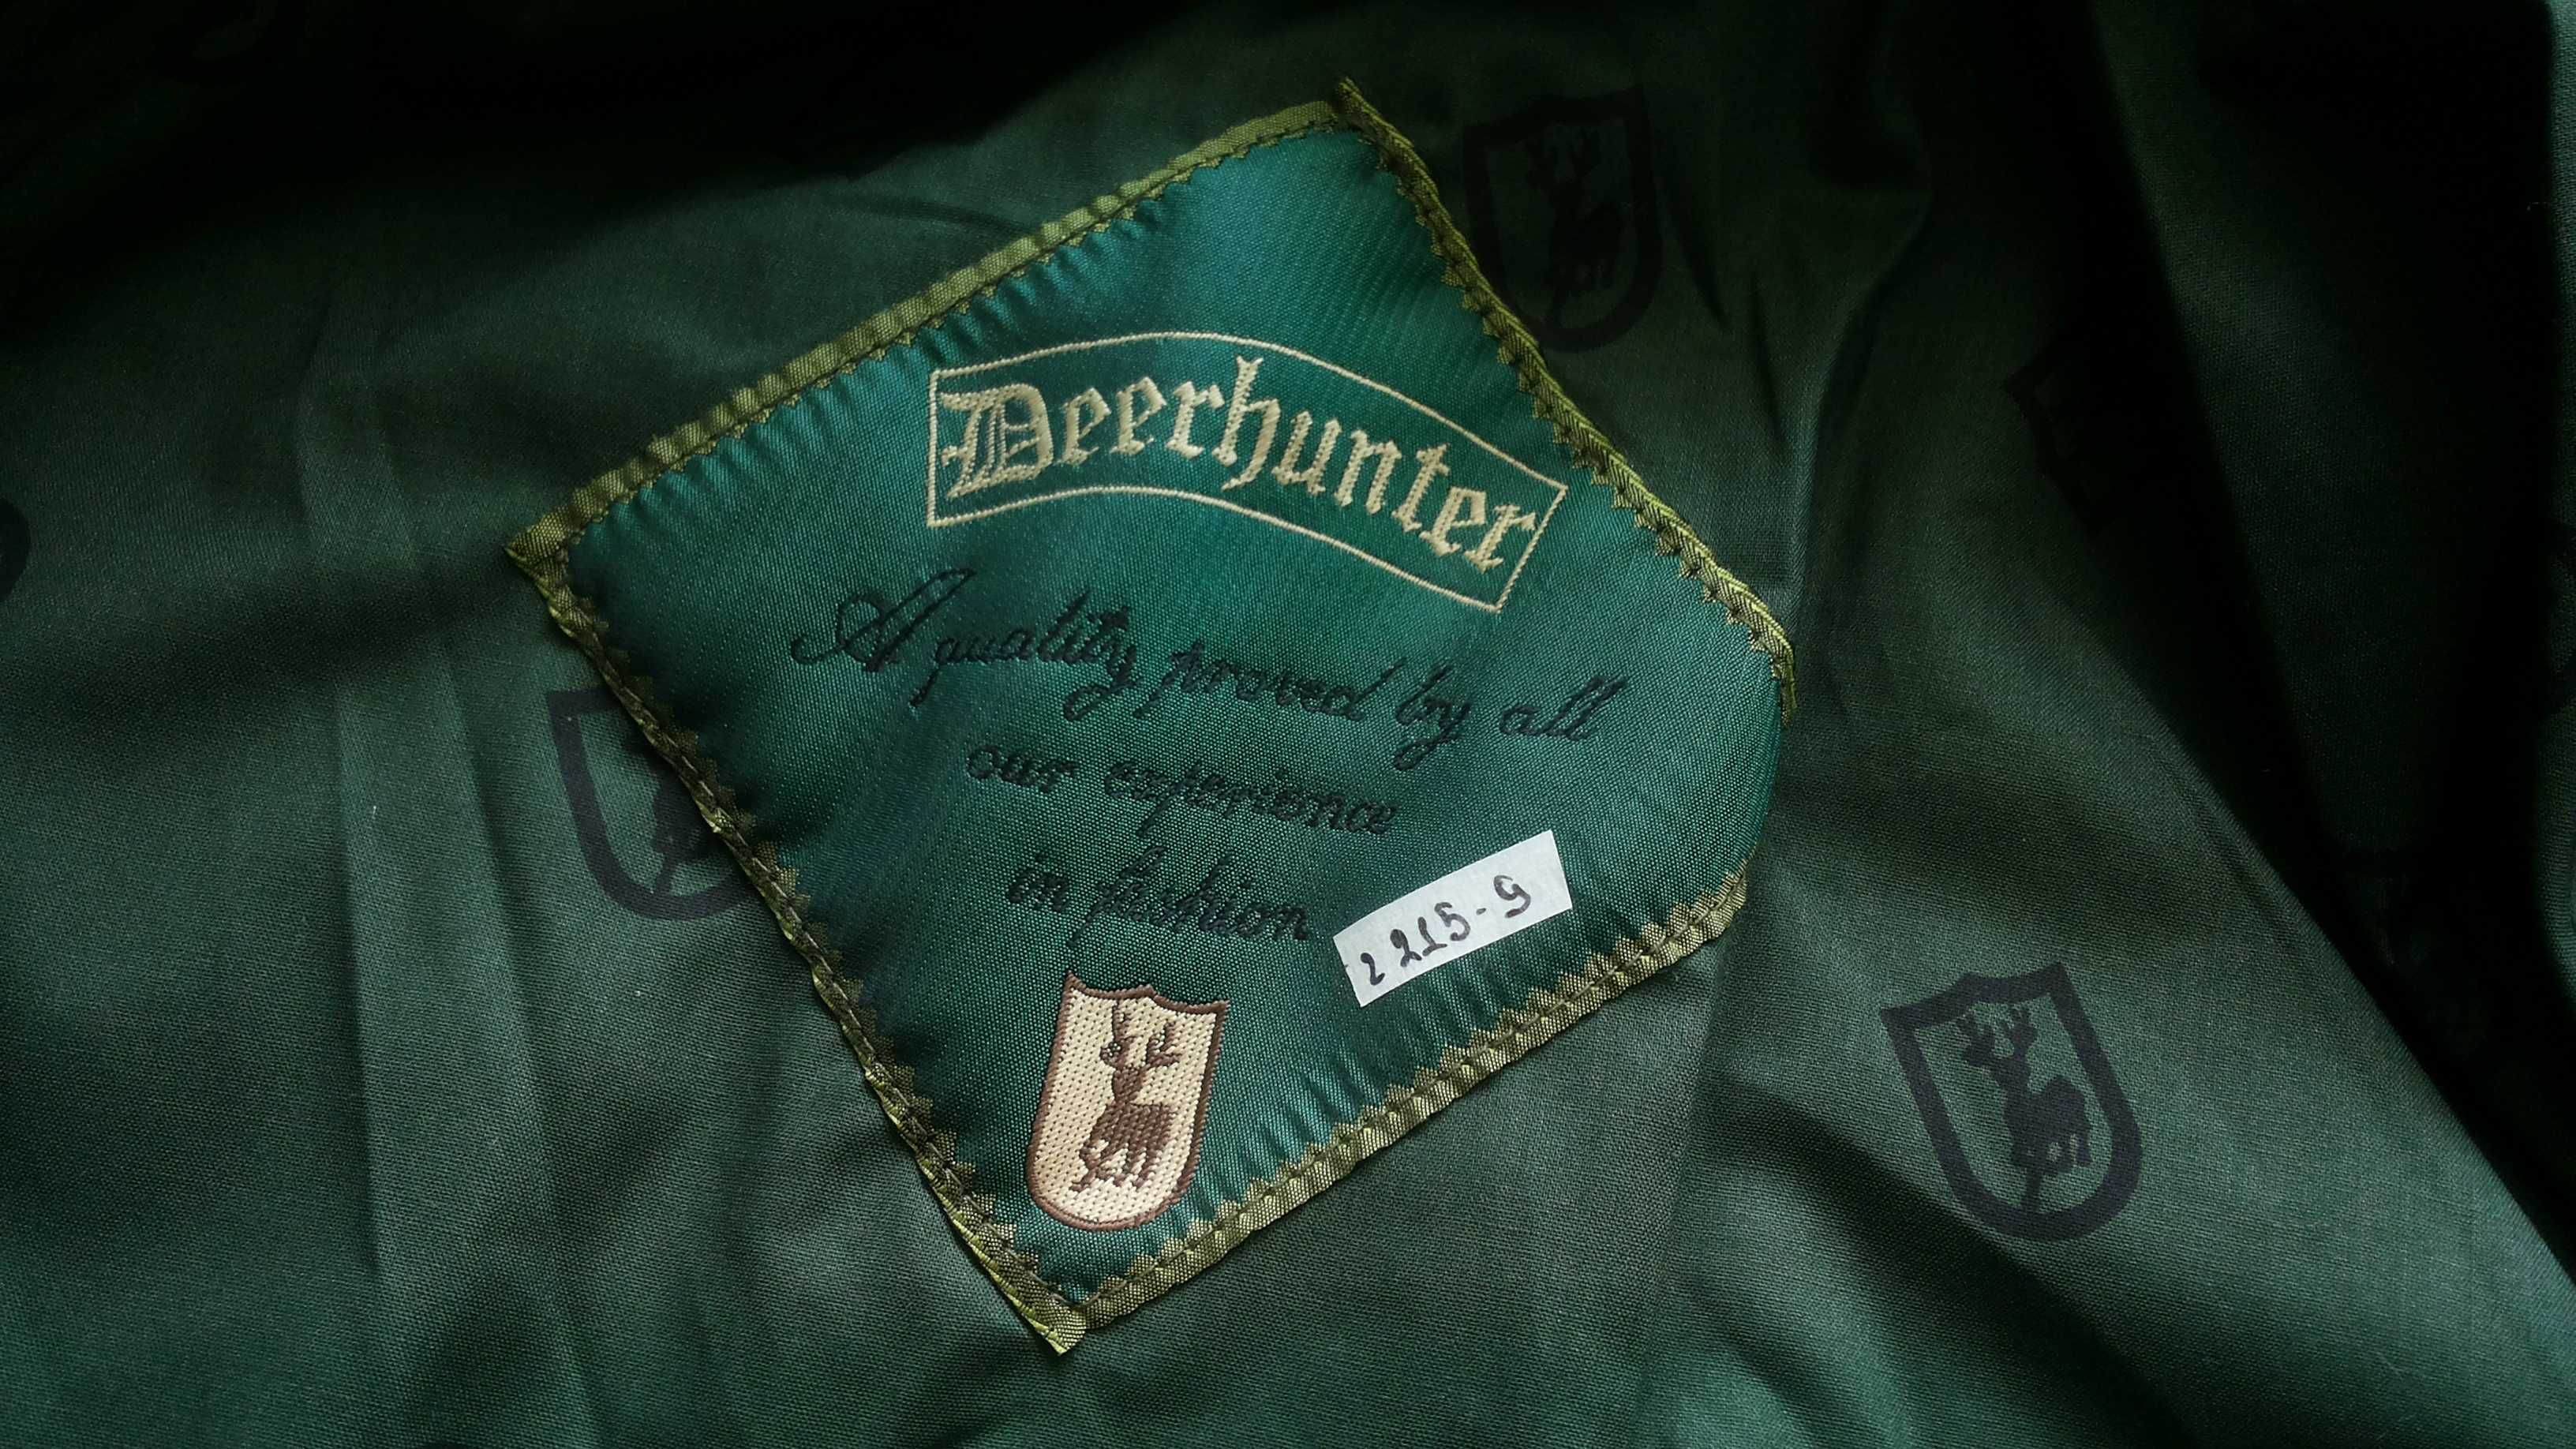 Deerhunter
A quality proved by all
our experience
in fashion
2215-9